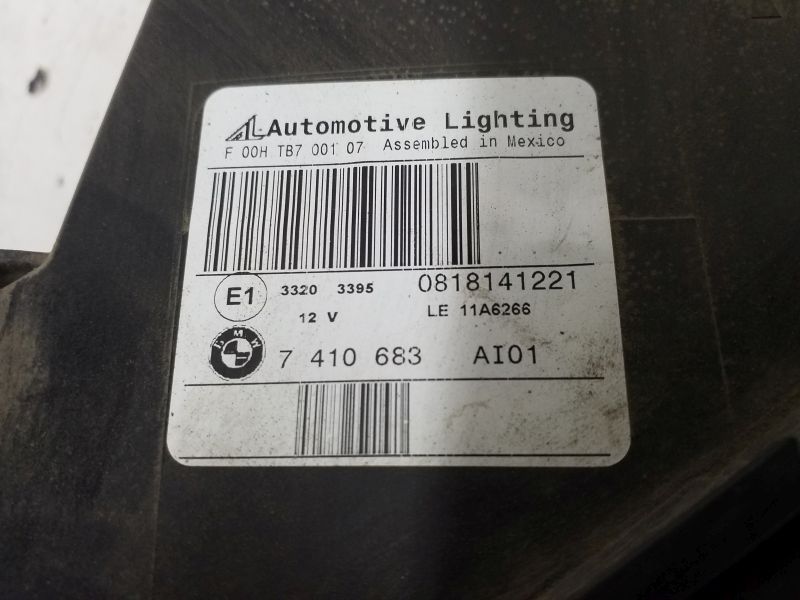 AL Automotive Lighting
F 00H TB7 001 07 Assembled in Mexico
E1 3320 3395 0818141221
12 V LE 11A6266
BMW 7 410 683 AI01